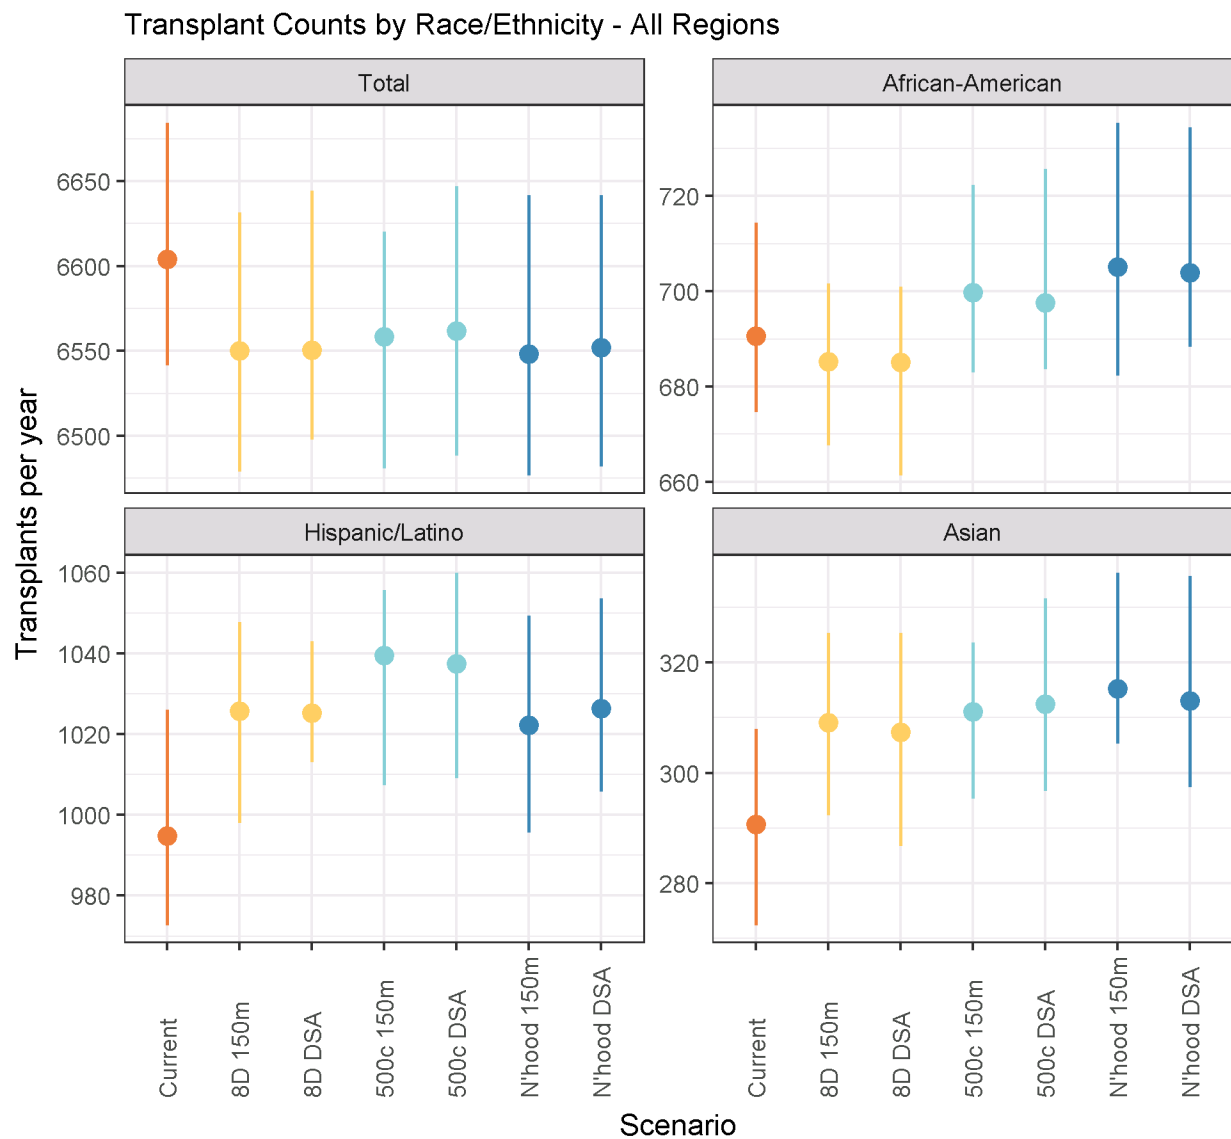 Transplant Counts by Race/Ethnicity - All Regions
Transplants per year
Total
6650
6600
6550
6500
African-American
720
700
680
660
Hispanic/Latino
1060
1040
1020
1000
980
Asian
320
300
280
Current
8D 150m
8D DSA
500c 150m
500c DSA
N'hood 150m
N'hood DSA
Current
8D 150m
8D DSA
500c 150m
500c DSA
N'hood 150m
N'hood DSA
Scenario